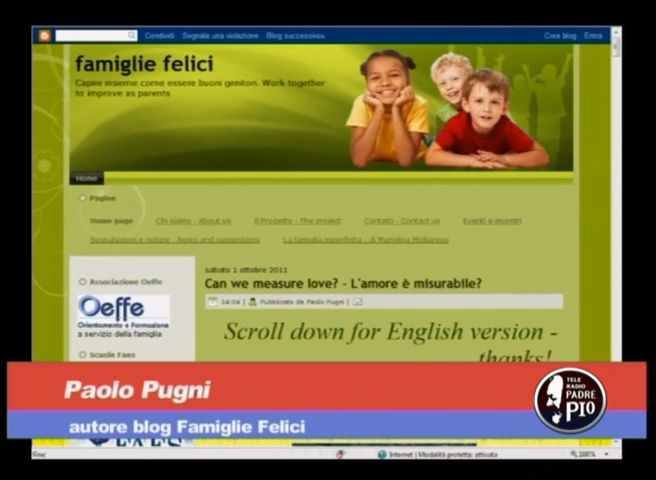 Condividi Segnala una violazione Blog successivo» Crea blog Entra
famiglie felici
Capire insieme come essere buoni genitori. Work together
to improve as parents
Home
Pagine
Home page Chi siamo - About us Il Progetto - The project Contatti - Contact us Eventi e incontri
Segnalazioni e notizie - News and suggestions La famiglia imperfetta - di Mariolina Migliarese
sabato 1 ottobre 2011
Can we measure love? - L'amore è misurabile?
14:04 | Pubblicato da Paolo Pugni |
Associazione Oeffe
Oeffe
Orientamento e Formazione
a servizio della famiglia
Scuole Faes
Scroll down for English version -
thanks!
Paolo Pugni
autore blog Famiglie Felici
TELE
RADIO
PADRE
PIO
Fine Internet | Modalità protetta: attivata 100%